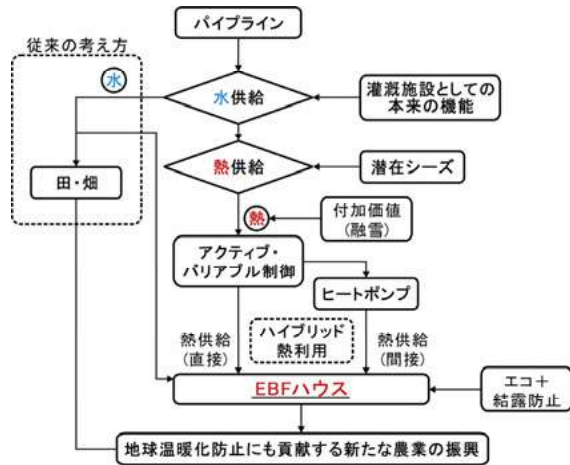 パイプライン
従来の考え方
水
水供給
灌漑施設としての
本来の機能
熱供給
潜在シーズ
田・畑
熱
付加価値
(融雪)
アクティブ・
バリアブル制御
ヒートポンプ
熱供給
(直接)
ハイブリッド
熱利用
熱供給
(間接)
EBFハウス
エコ＋
結露防止
地球温暖化防止にも貢献する新たな農業の振興